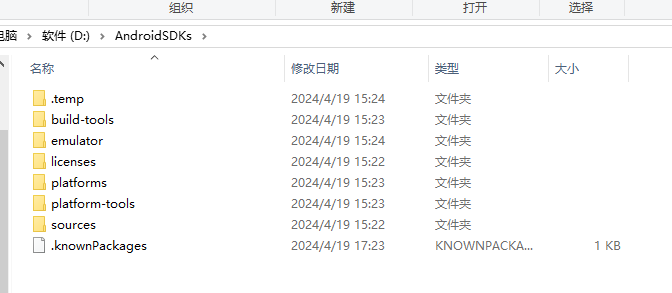 组织 新建 打开 选择
电脑 > 软件 (D:) > AndroidSDKs >
名称 修改日期 类型 大小
.temp 2024/4/19 15:24 文件夹
build-tools 2024/4/19 15:23 文件夹
emulator 2024/4/19 15:24 文件夹
licenses 2024/4/19 15:22 文件夹
platforms 2024/4/19 15:23 文件夹
platform-tools 2024/4/19 15:23 文件夹
sources 2024/4/19 15:22 文件夹
.knownPackages 2024/4/19 17:23 KNOWNPACKA... 1 KB